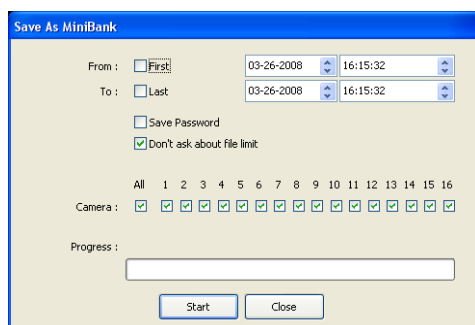 Save As MiniBank
From : First 03-26-2008 16:15:32
To : Last 03-26-2008 16:15:32
Save Password
Don't ask about file limit
All 1 2 3 4 5 6 7 8 9 10 11 12 13 14 15 16
Camera :
Progress :
Start Close